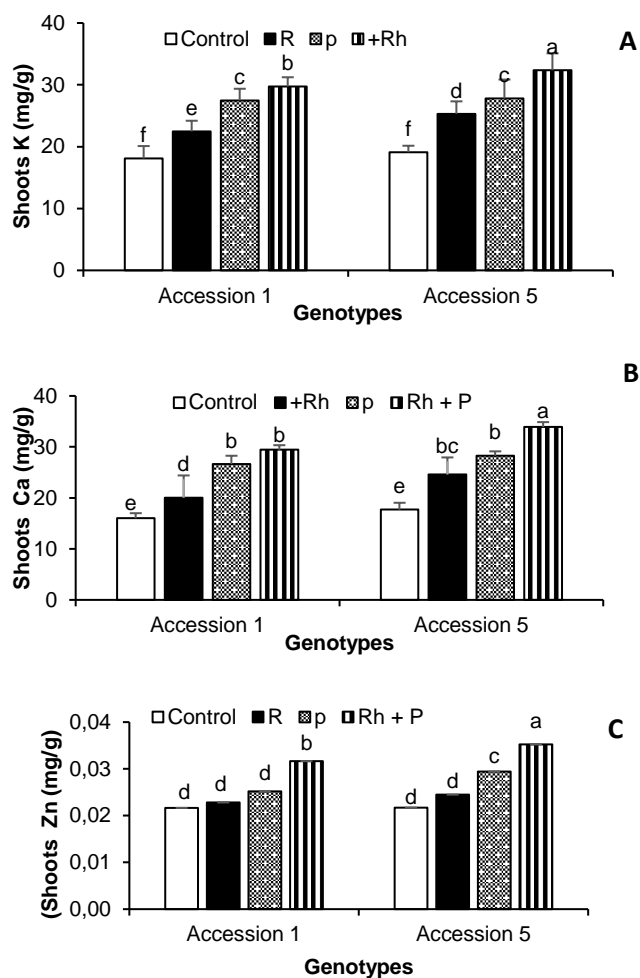 A
Control R p +Rh
Shoots K (mg/g)
40
30
20
10
0
f e c b f d c a
Accession 1 Accession 5
Genotypes
B
Control +Rh p Rh + P
Shoots Ca (mg/g)
40
30
20
10
0
e d b b e bc b a
Accession 1 Accession 5
Genotypes
C
Control R p Rh + P
(Shoots Zn (mg/g)
0,04
0,03
0,02
0,01
0,00
d d d b d d c a
Accession 1 Accession 5
Genotypes